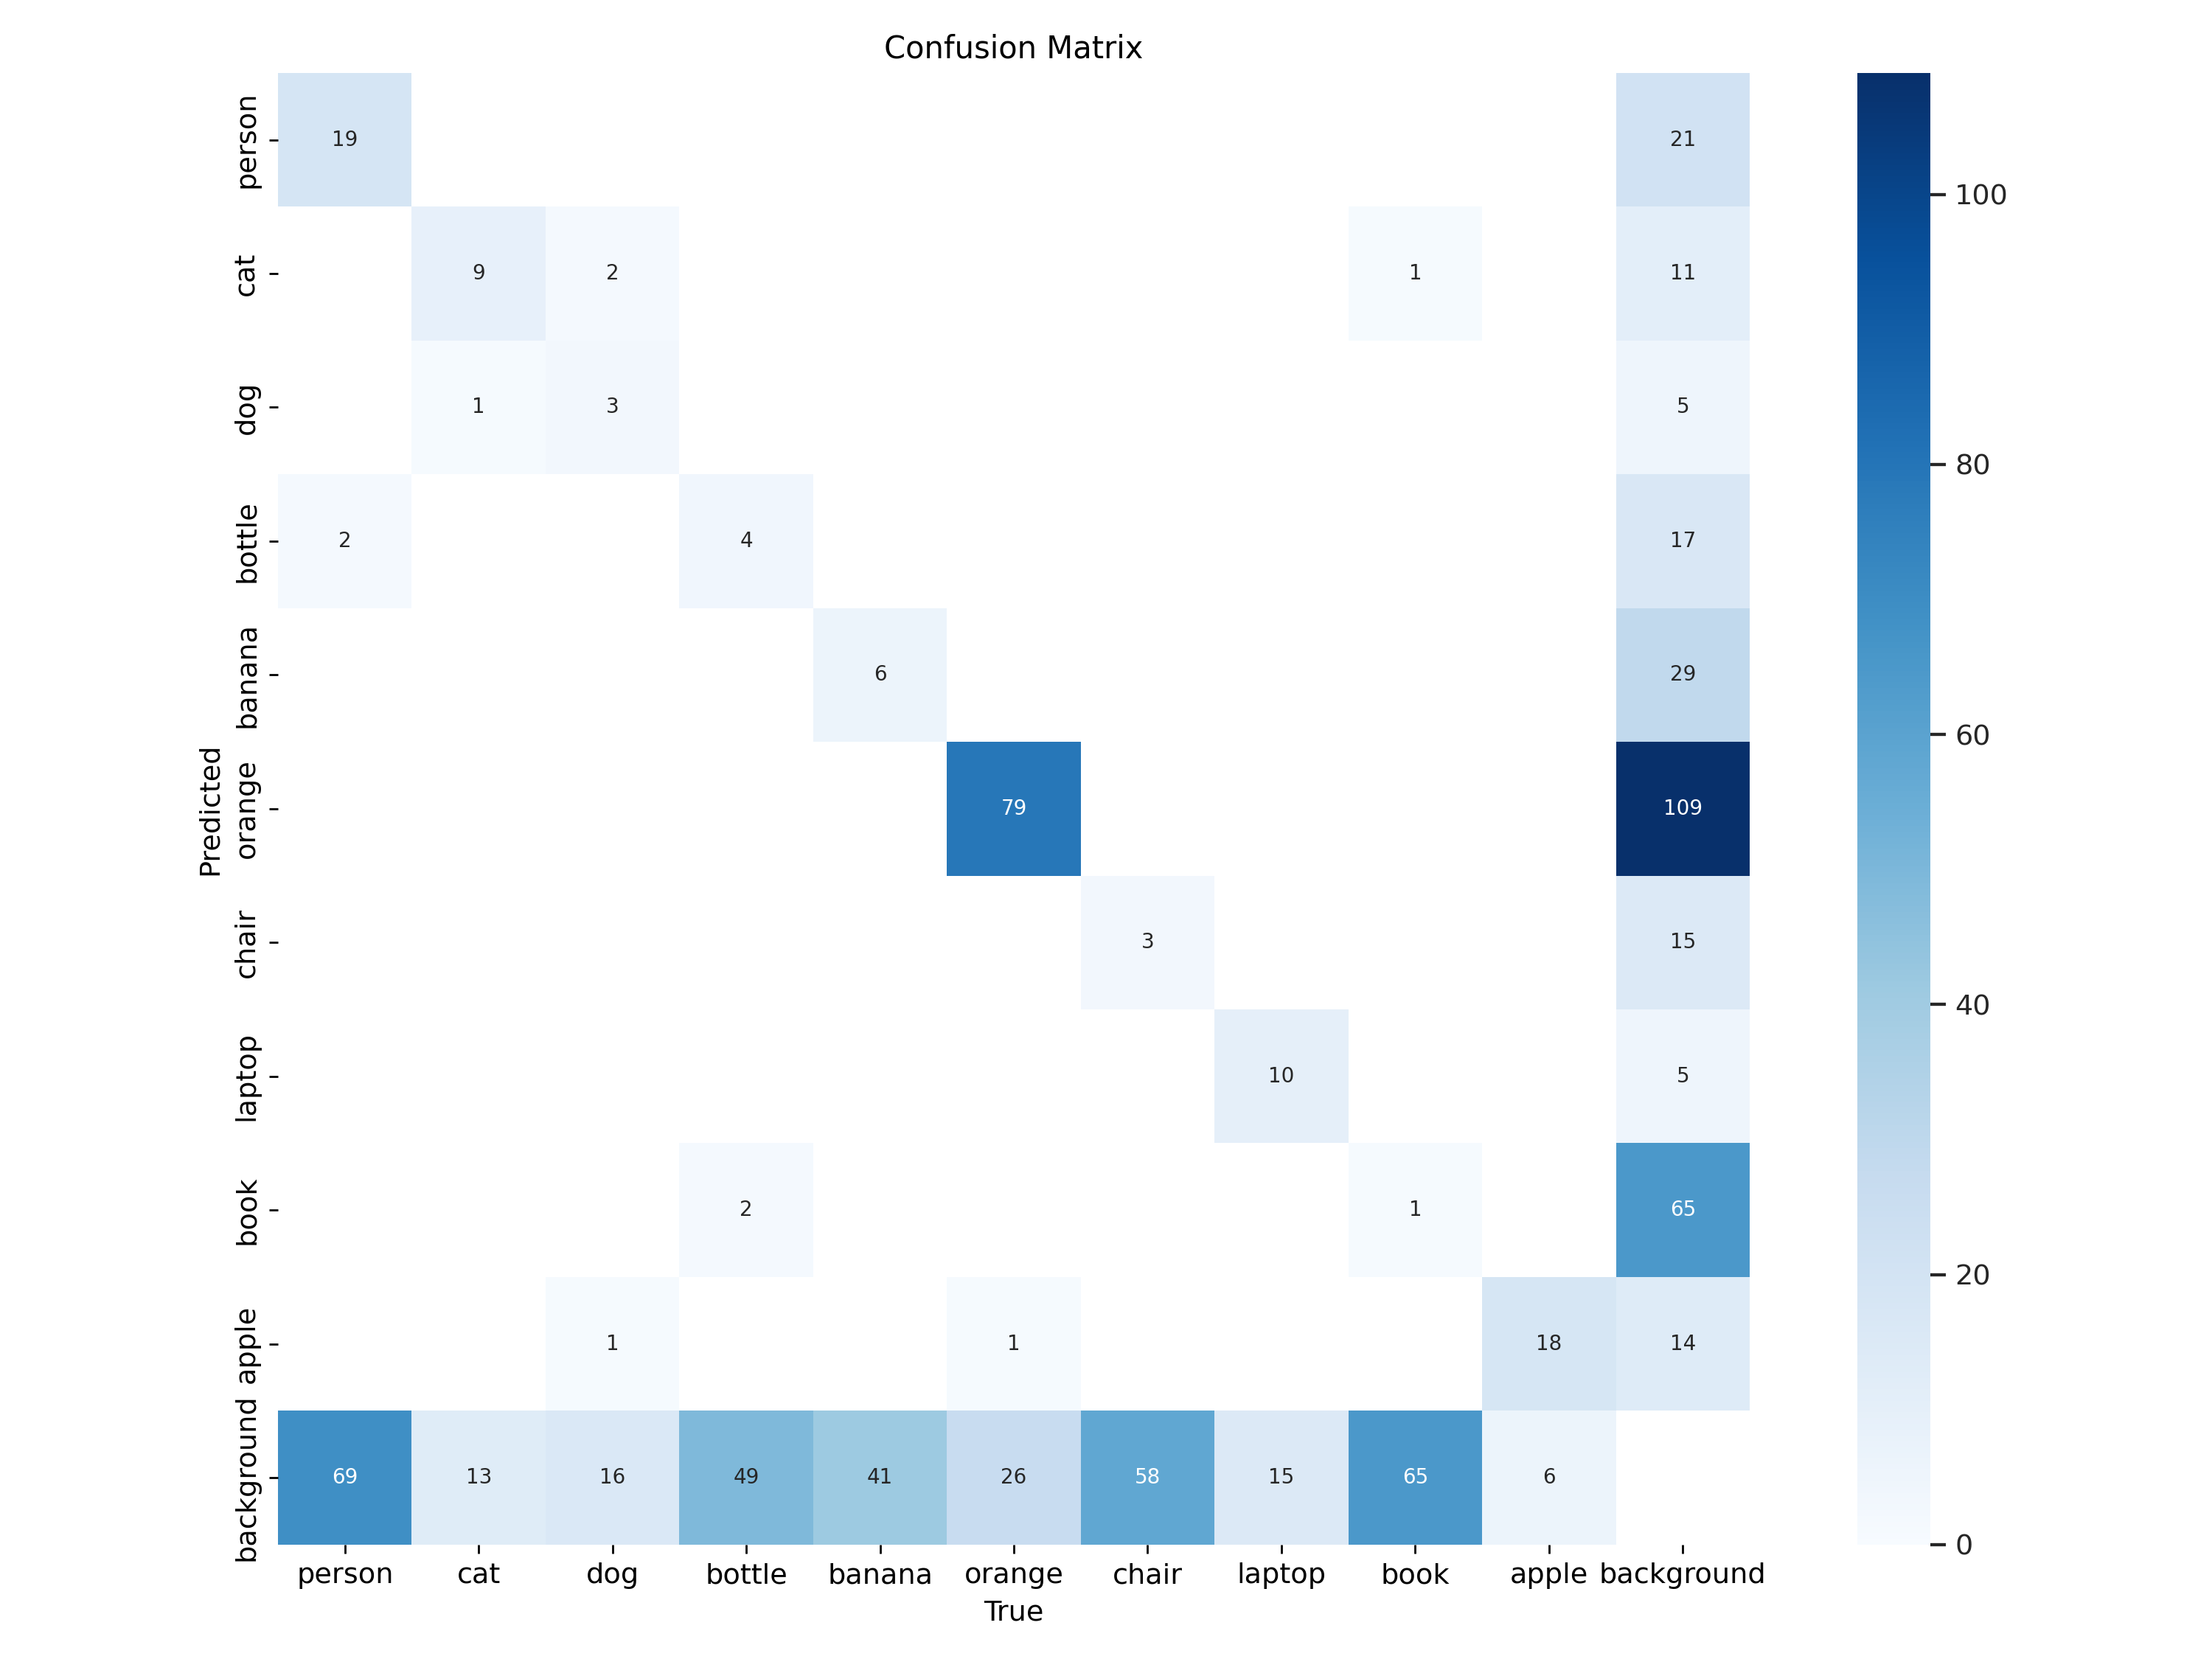 Confusion Matrix
person 19 21
cat 9 2 1 11
dog 1 3 5
bottle 2 4 17
banana 6 29
Predicted
orange 79 109
chair 3 15
laptop 10 5
book 2 1 65
apple 1 1 18 14
background 69 13 16 49 41 26 58 15 65 6
person cat dog bottle banana orange chair laptop book apple background
True
100
80
60
40
20
0